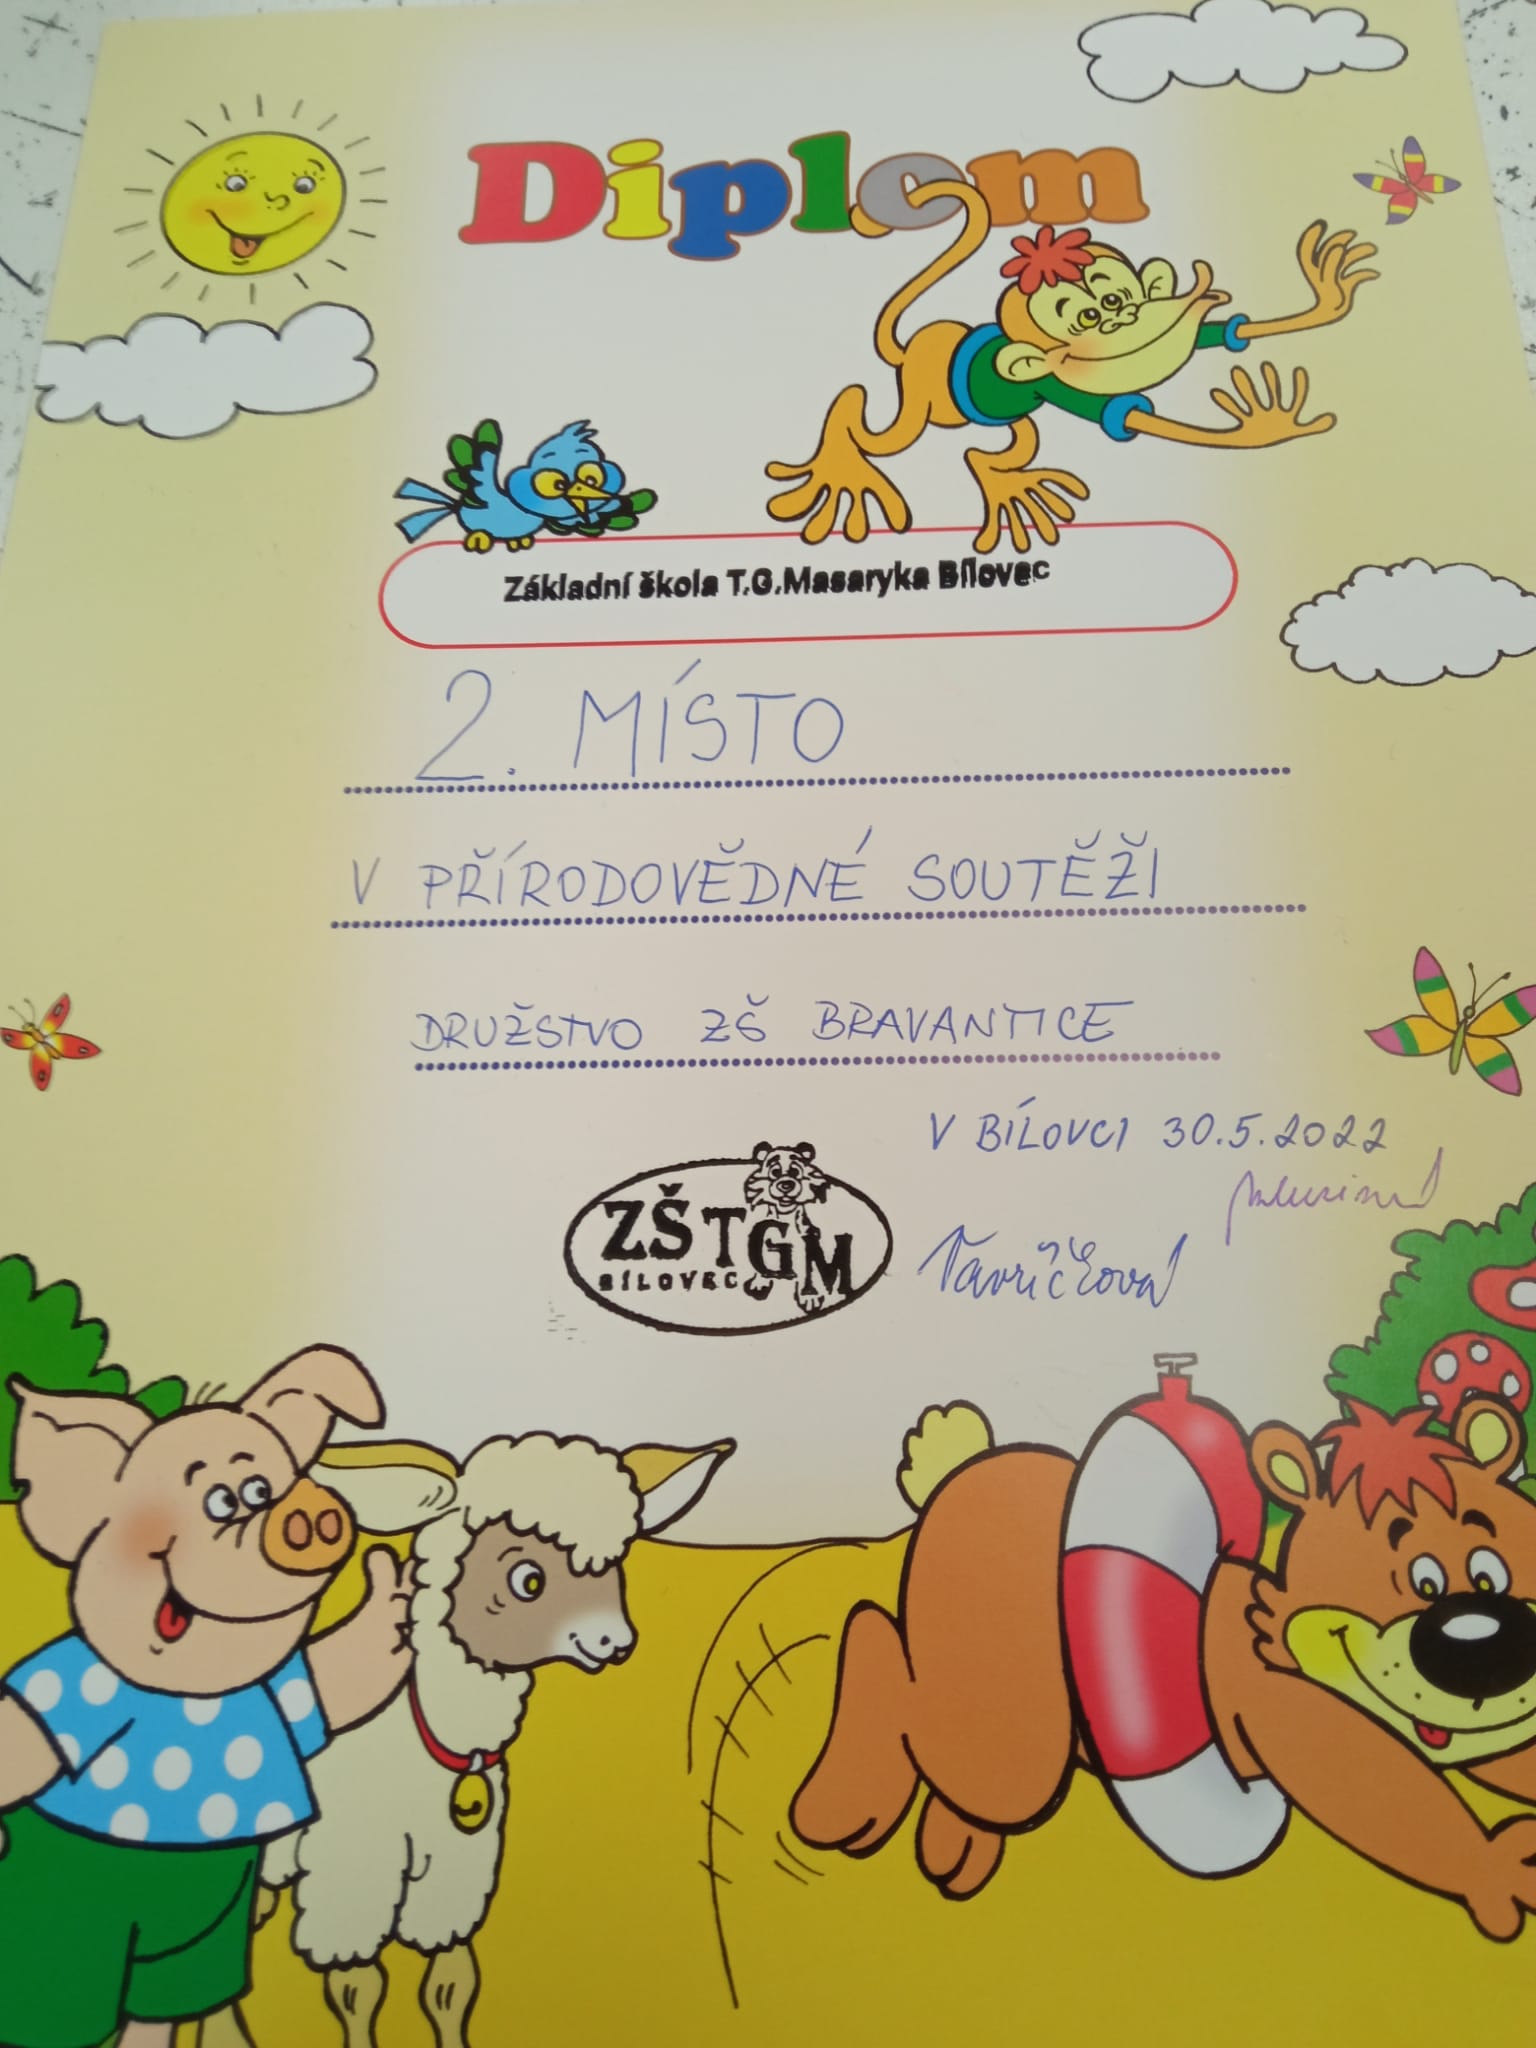 Diplom
Základní škola T.G.Masaryka Bílovec
2. MÍSTO
V PŘÍRODOVĚDNÉ SOUTĚŽI
DRUŽSTVO ZŠ BRAVANTICE
V BÍLOVCI 30.5.2022
ZŠ TGM
BÍLOVEC